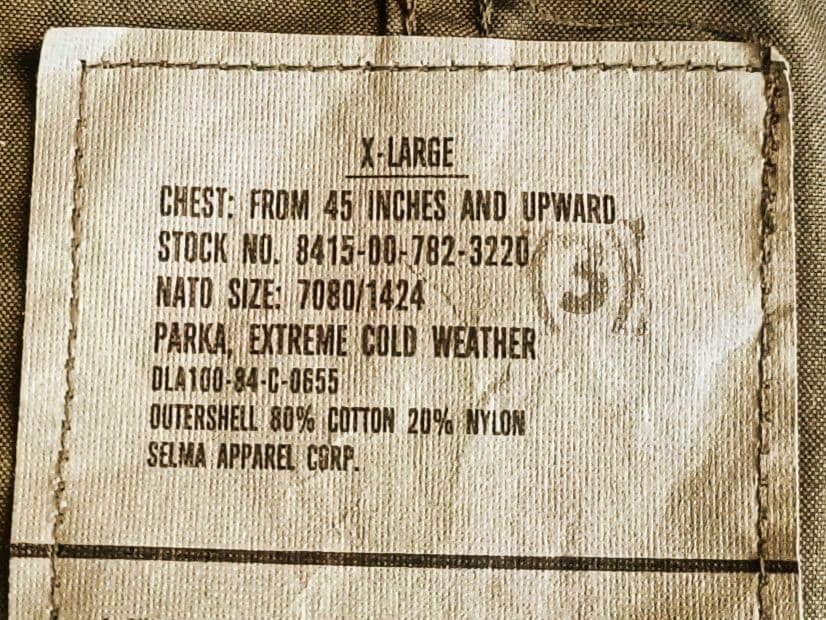 X-LARGE
CHEST: FROM 45 INCHES AND UPWARD
STOCK NO. 8415-00-782-3220
(3)
NATO SIZE: 7080/1424
PARKA, EXTREME COLD WEATHER
DLA100-84-C-0655
OUTERSHELL 80% COTTON 20% NYLON
SELMA APPAREL CORP.